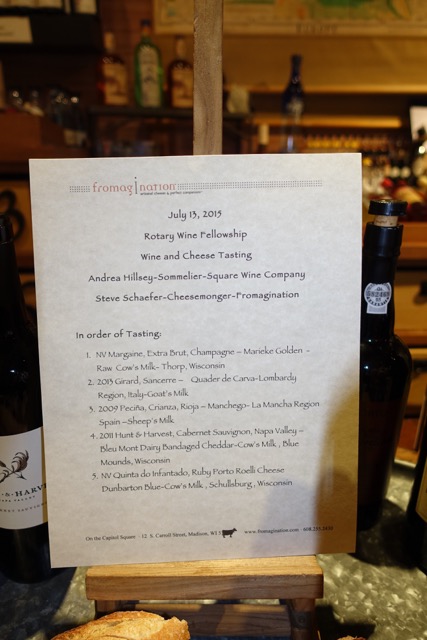 fromagination
artisanal cheese & perfect companions
July 13, 2015
Rotary Wine Fellowship
Wine and Cheese Tasting
Andrea Hillsey-Sommelier-Square Wine Company
Steve Schaefer-Cheesemonger-Fromagination
In order of Tasting:
1. NV Margaine, Extra Brut, Champagne – Marieke Golden -
Raw Cow's Milk- Thorp, Wisconsin
2. 2013 Girard, Sancerre – Quader de Carva-Lombardy
Region, Italy-Goat's Milk
3. 2009 Peciña, Crianza, Rioja – Manchego- La Mancha Region
Spain –Sheep's Milk
4. 2011 Hunt & Harvest, Cabernet Sauvignon, Napa Valley –
Bleu Mont Dairy Bandaged Cheddar-Cow's Milk, Blue
Mounds, Wisconsin
5. NV Quinta do Infantado, Ruby Porto Roelli Cheese
Dunbarton Blue-Cow's Milk, Schullsburg, Wisconsin
On the Capitol Square · 12 S. Carroll Street, Madison, WI www.fromagination.com